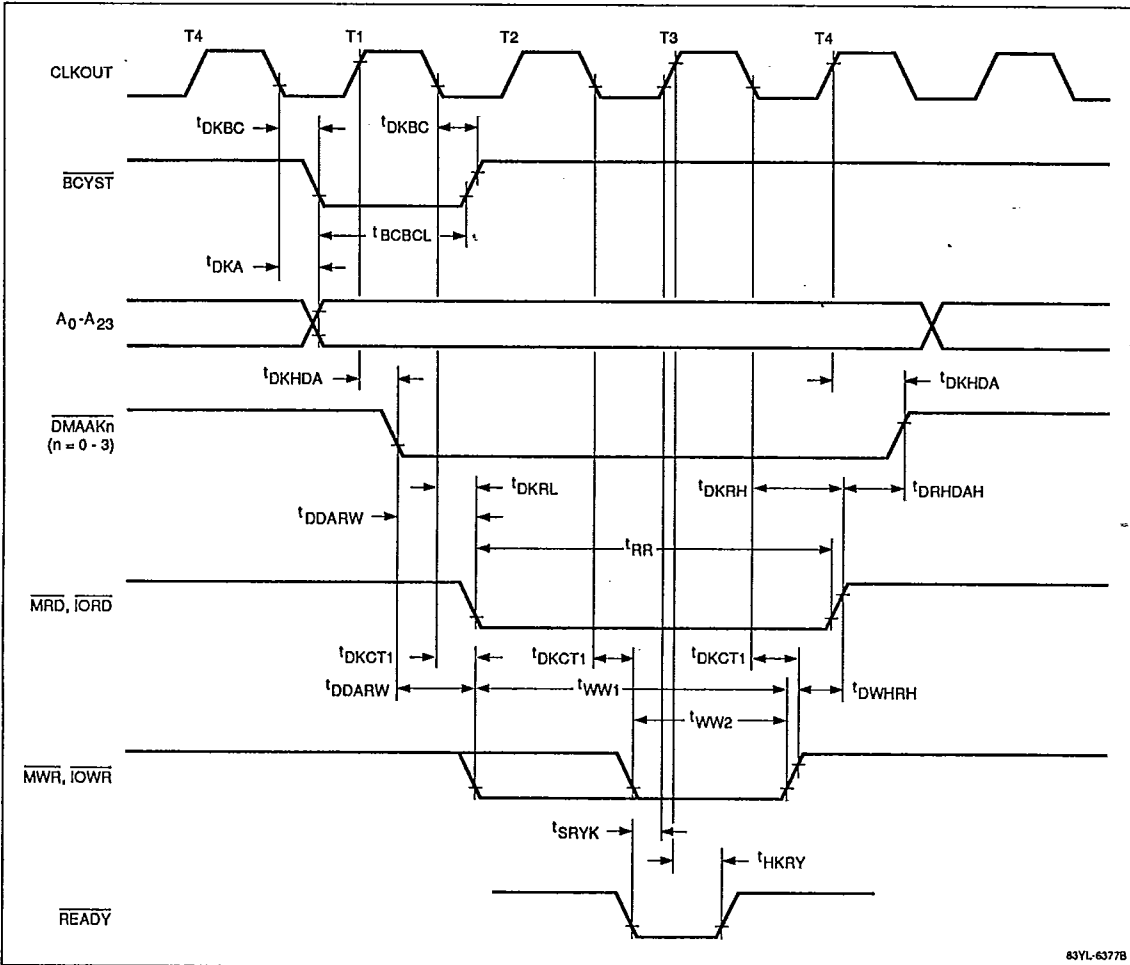 T4 T1 T2 T3 T4
CLKOUT
tDKBC tDKBC
BCYST
tBCBCL
tDKA
A0-A23
tDKHDA tDKHDA
DMAAKn
(n = 0 - 3)
tDKRL tDKRH tDRHDAH
tDDARW
tRR
MRD, IORD
tDKCT1 tDKCT1 tDKCT1
tDDARW tWW1 tDWHRH
tWW2
MWR, IOWR
tSRYK
tHKRY
READY
83YL-6377B